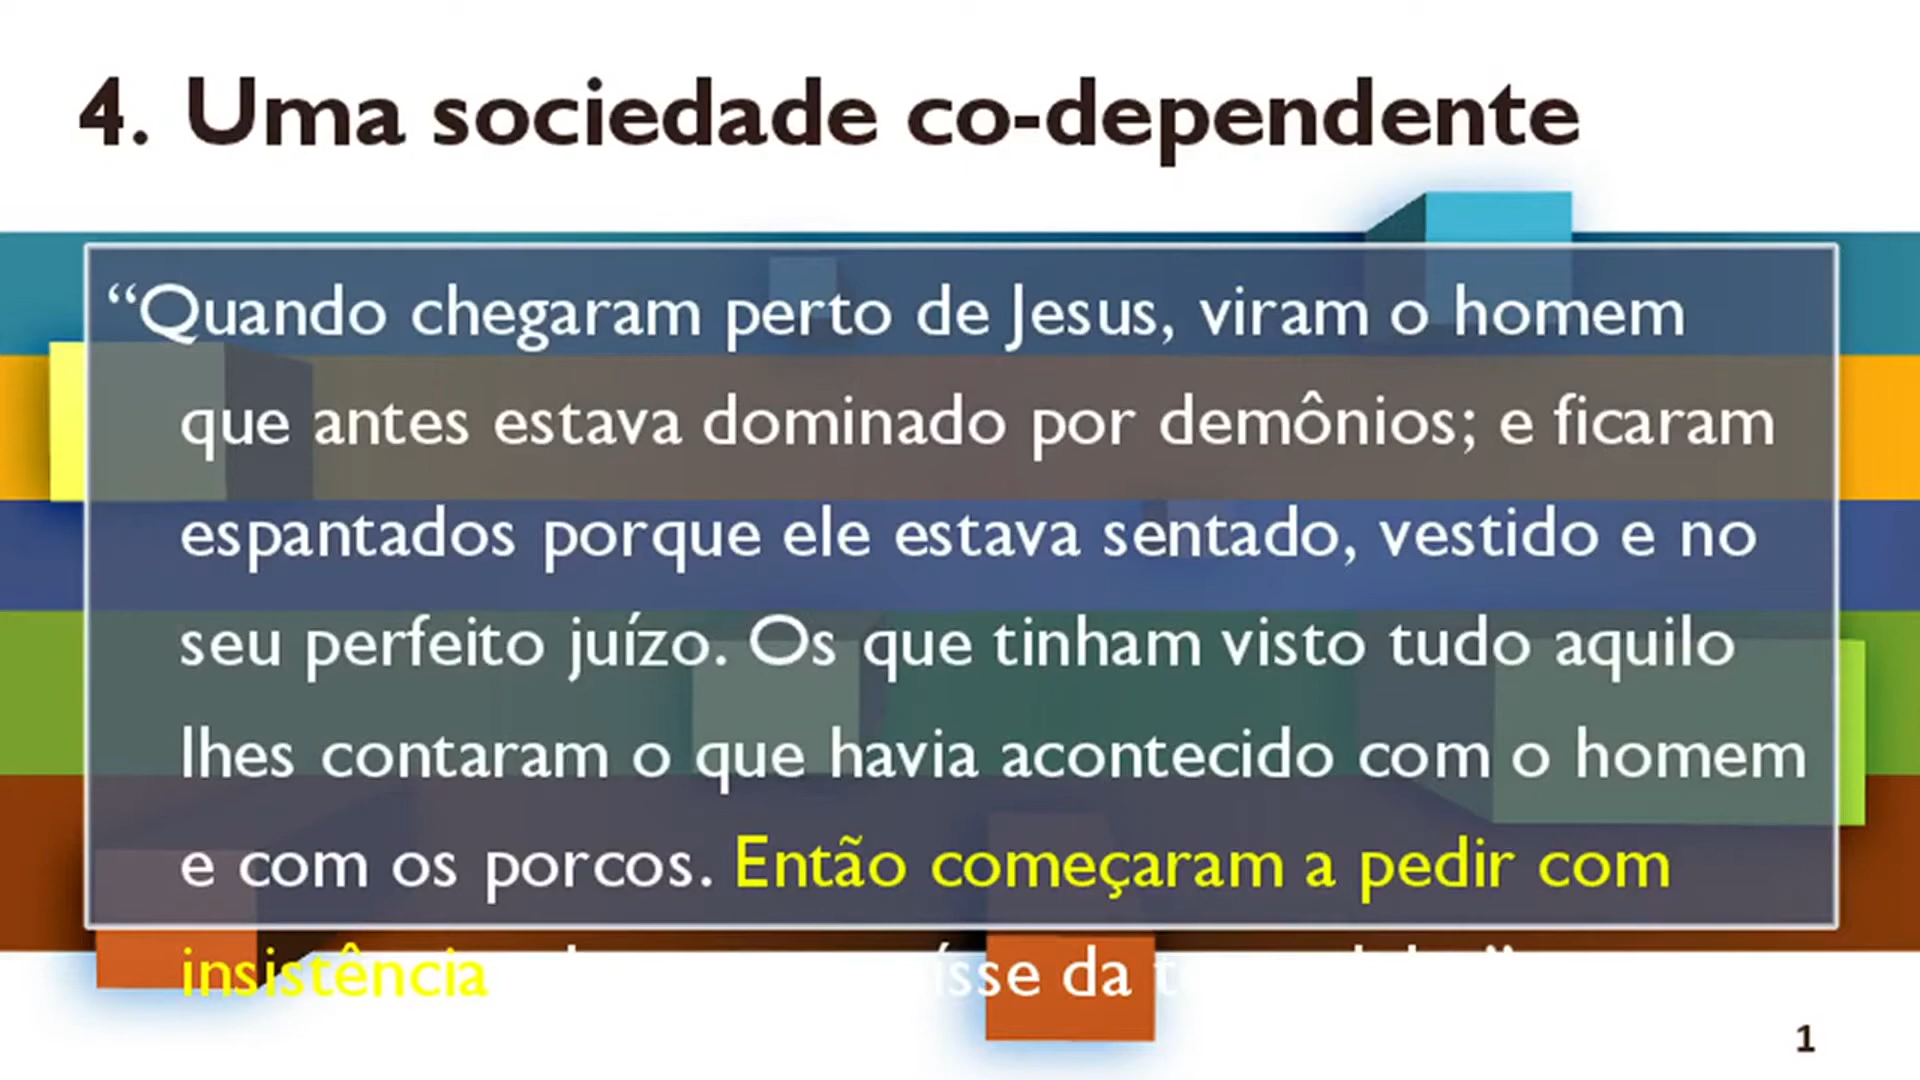 4. Uma sociedade co-dependente
“Quando chegaram perto de Jesus, viram o homem
que antes estava dominado por demônios; e ficaram
espantados porque ele estava sentado, vestido e no
seu perfeito juízo. Os que tinham visto tudo aquilo
lhes contaram o que havia acontecido com o homem
e com os porcos. Então começaram a pedir com
insistência da
1